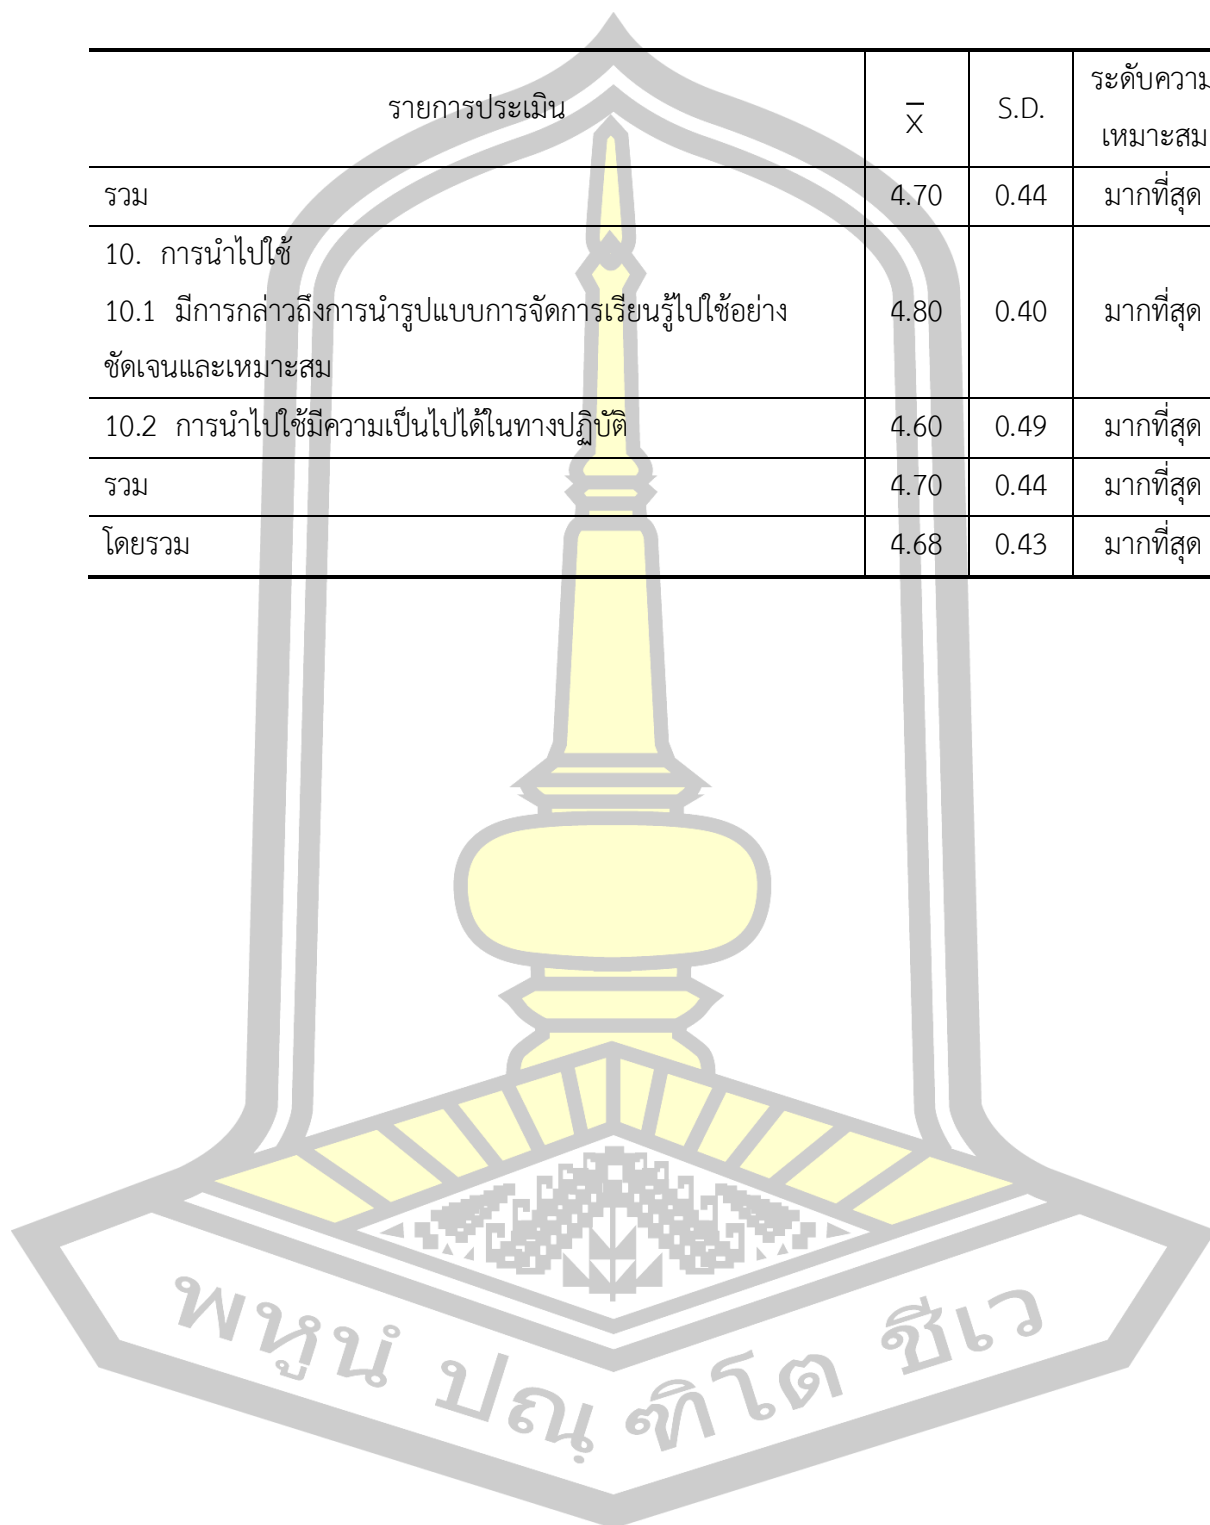 รายการประเมิน x̄ S.D. ระดับความ
เหมาะสม
รวม 4.70 0.44 มากที่สุด
10. การนำไปใช้
10.1 มีการกล่าวถึงการนำรูปแบบการจัดการเรียนรู้ไปใช้อย่าง 4.80 0.40 มากที่สุด
ชัดเจนและเหมาะสม
10.2 การนำไปใช้มีความเป็นไปได้ในทางปฏิบัติ 4.60 0.49 มากที่สุด
รวม 4.70 0.44 มากที่สุด
โดยรวม 4.68 0.43 มากที่สุด
พหูนํ ปณฺฑิโต ชีเว